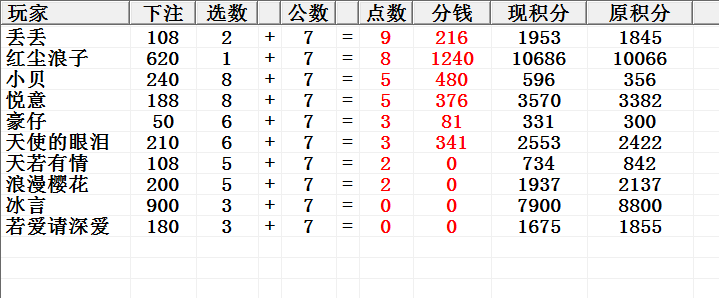 玩家 下注 选数 公数 点数 分钱 现积分 原积分
丢丢 108 2 + 7 = 9 216 1953 1845
红尘浪子 620 1 + 7 = 8 1240 10686 10066
小贝 240 8 + 7 = 5 480 596 356
悦意 188 8 + 7 = 5 376 3570 3382
豪仔 50 6 + 7 = 3 81 331 300
天使的眼泪 210 6 + 7 = 3 341 2553 2422
天若有情 108 5 + 7 = 2 0 734 842
浪漫樱花 200 5 + 7 = 2 0 1937 2137
冰言 900 3 + 7 = 0 0 7900 8800
若爱请深爱 180 3 + 7 = 0 0 1675 1855